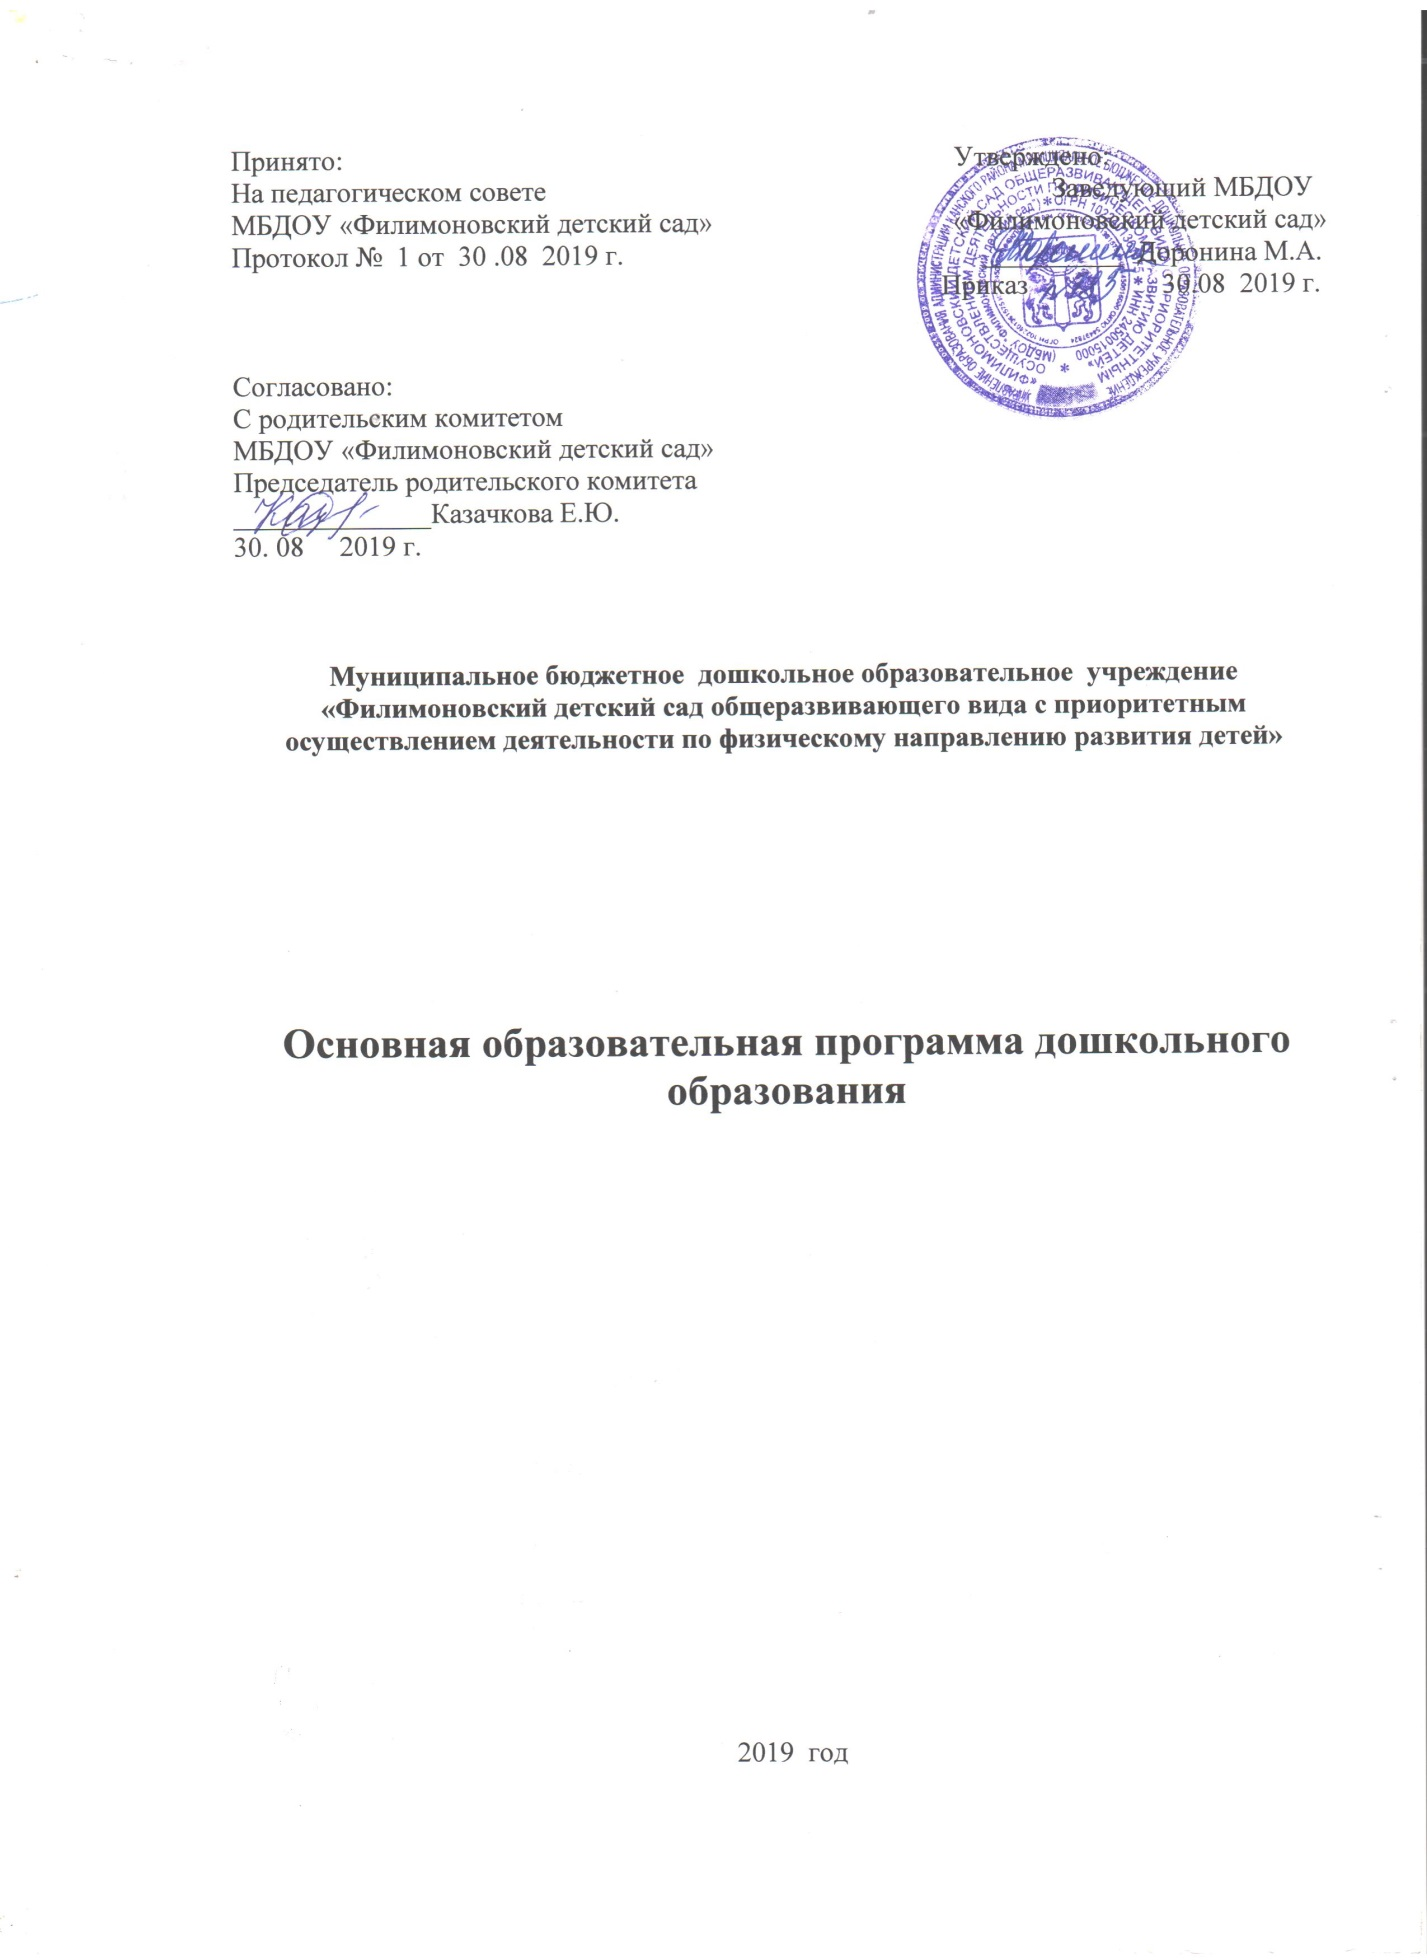 Принято:
На педагогическом совете
МБДОУ «Филимоновский детский сад»
Протокол №  1 от  30 .08  2019 г.
Утверждено:
Заведующий МБДОУ
«Филимоновский детский сад»
Доронина М.А.
Приказ 30.08  2019 г.
Согласовано:
С родительским комитетом
МБДОУ «Филимоновский детский сад»
Председатель родительского комитета
______________Казачкова Е.Ю.
30. 08     2019 г.
Муниципальное бюджетное  дошкольное образовательное  учреждение
«Филимоновский детский сад общеразвивающего вида с приоритетным
осуществлением деятельности по физическому направлению развития детей»
Основная образовательная программа дошкольного
образования
2019  год